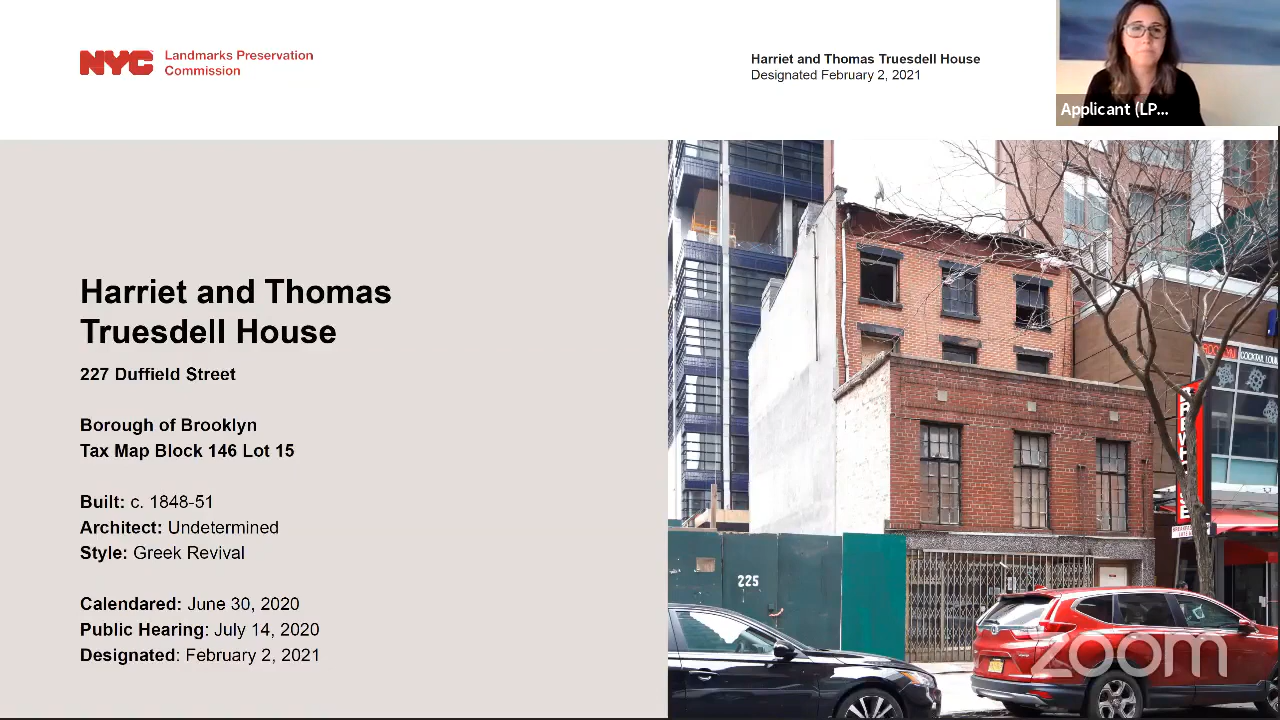 NYC Landmarks Preservation
Commission
Harriet and Thomas Truesdell House
Designated February 2, 2021
Applicant (LP...
Harriet and Thomas
Truesdell House
227 Duffield Street
Borough of Brooklyn
Tax Map Block 146 Lot 15
Built: c. 1848-51
Architect: Undetermined
Style: Greek Revival
Calendared: June 30, 2020
Public Hearing: July 14, 2020
Designated: February 2, 2021
COCKTAIL
225
zoom